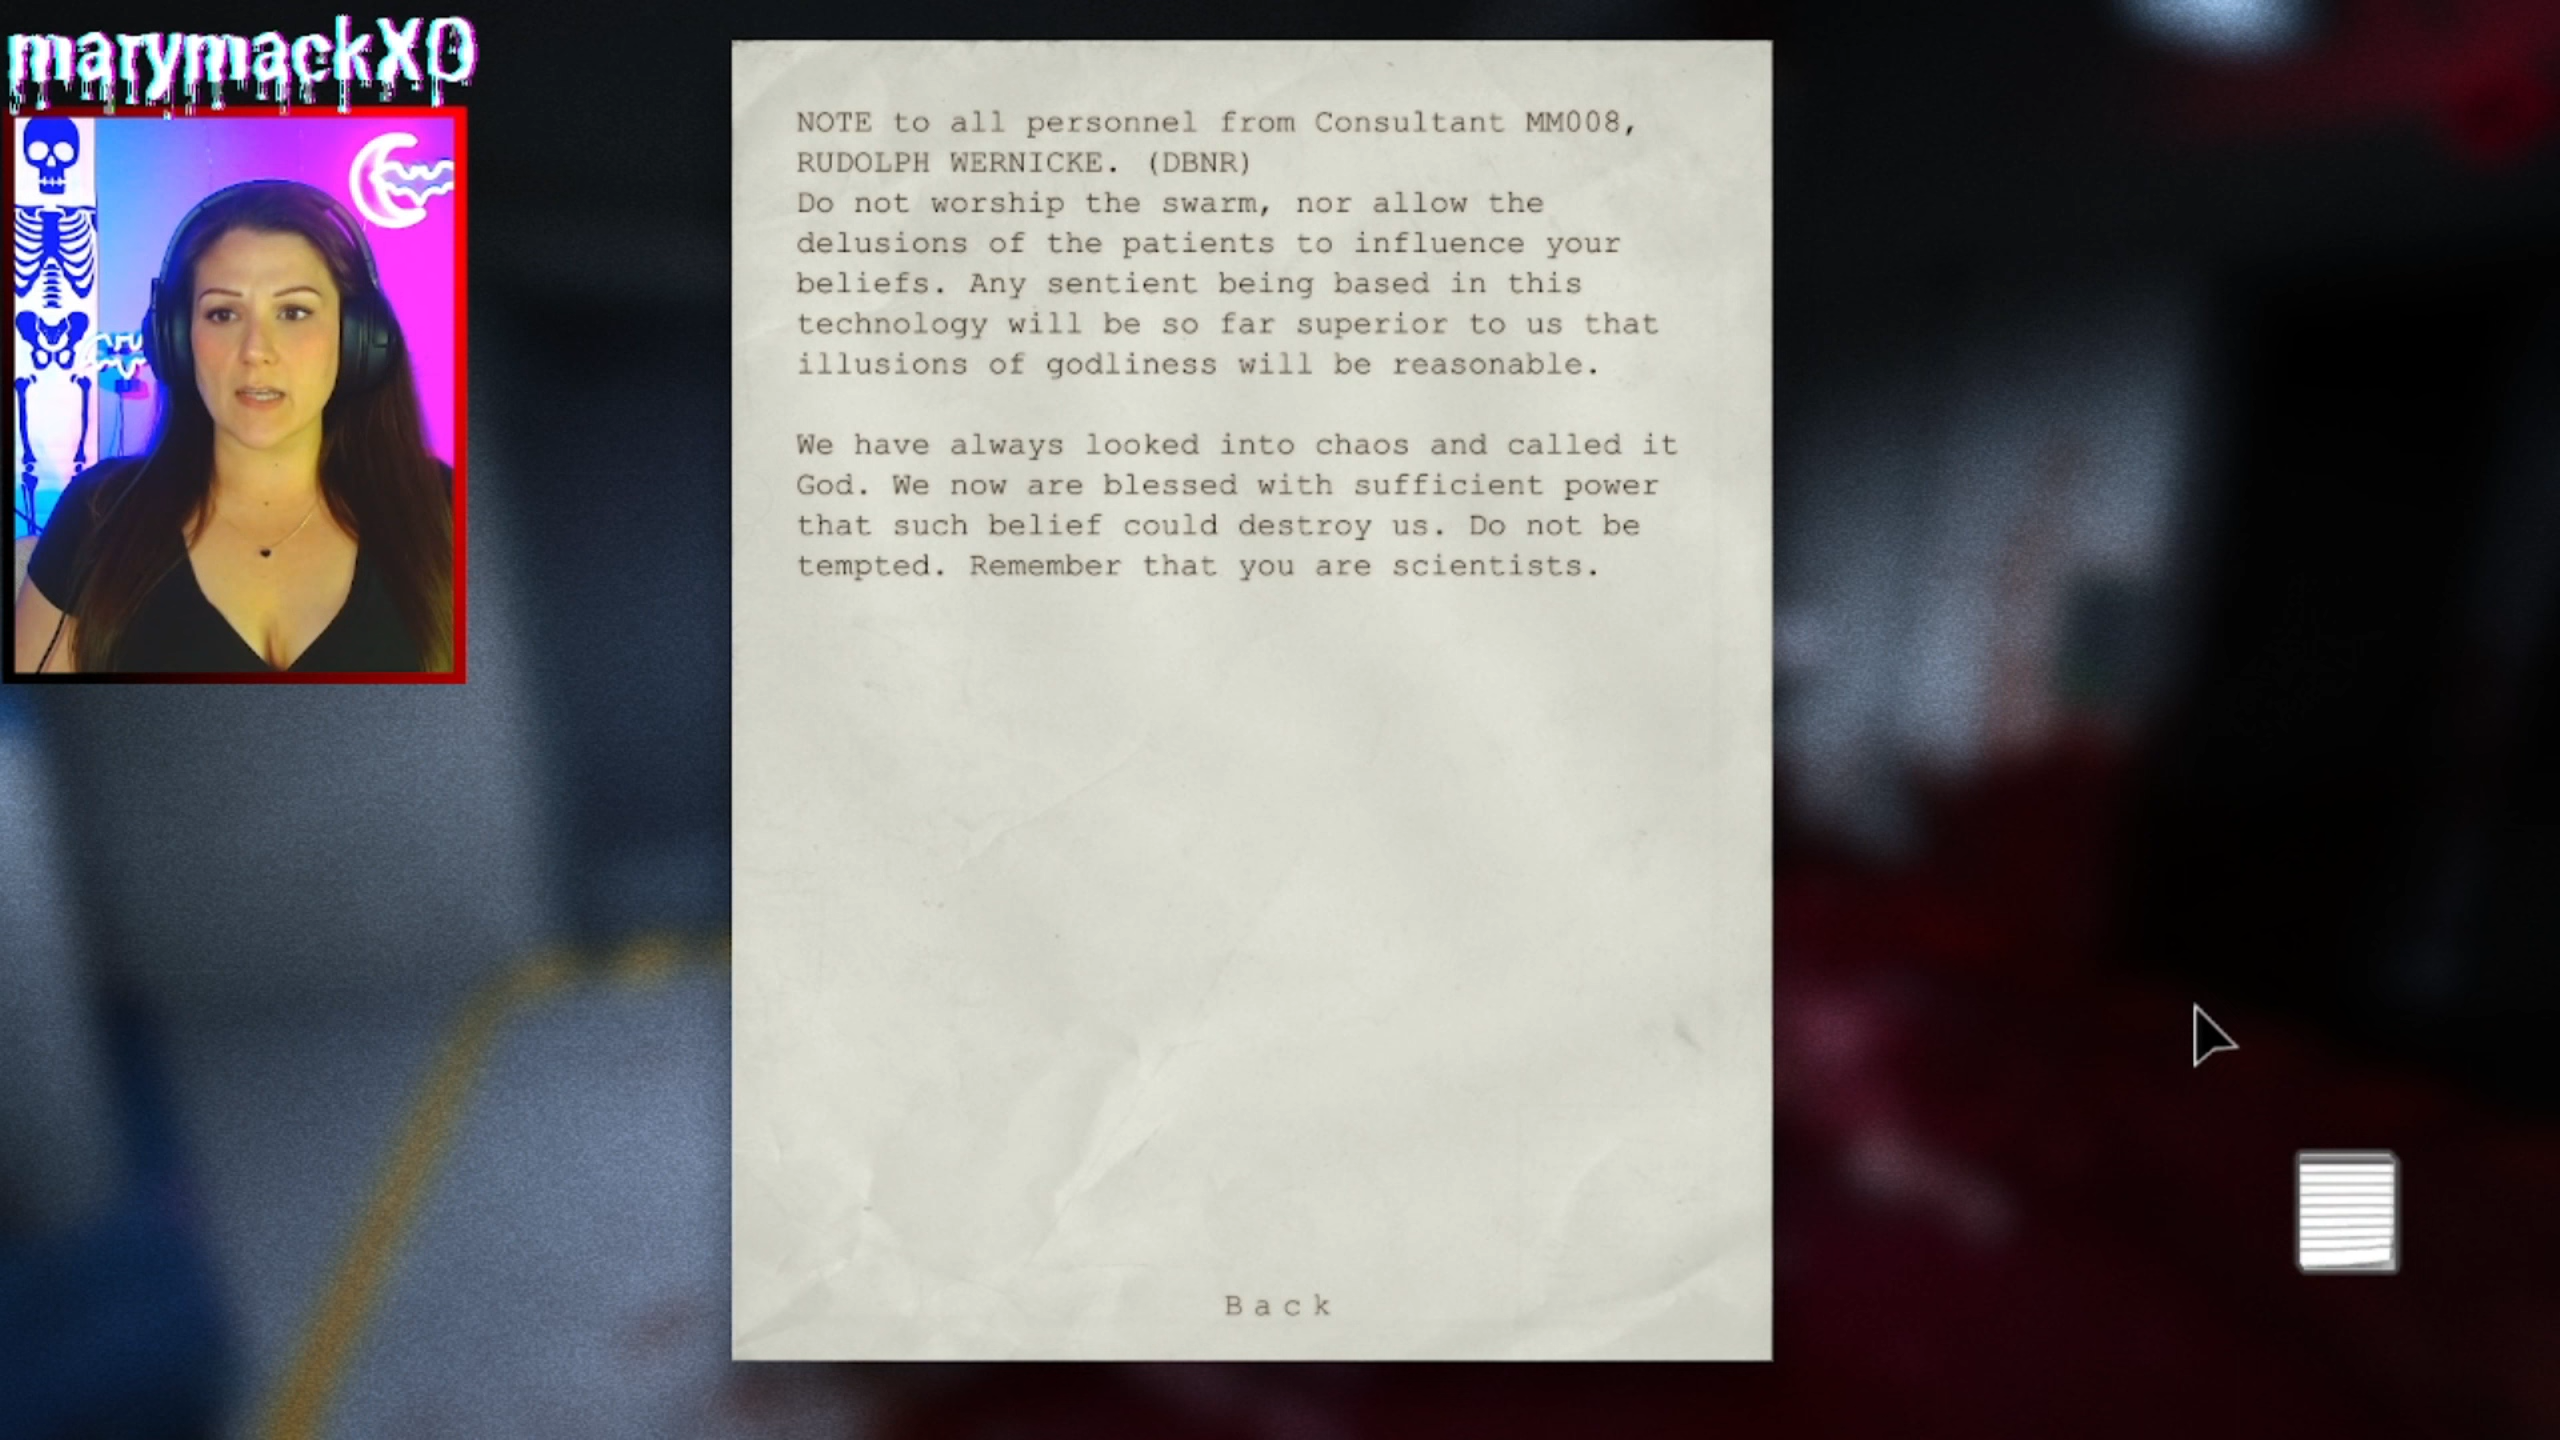 marymackXO
NOTE to all personnel from Consultant MM008,
RUDOLPH WERNICKE. (DBNR)
Do not worship the swarm, nor allow the
delusions of the patients to influence your
beliefs. Any sentient being based in this
technology will be so far superior to us that
illusions of godliness will be reasonable.
We have always looked into chaos and called it
God. We now are blessed with sufficient power
that such belief could destroy us. Do not be
tempted. Remember that you are scientists.
Back